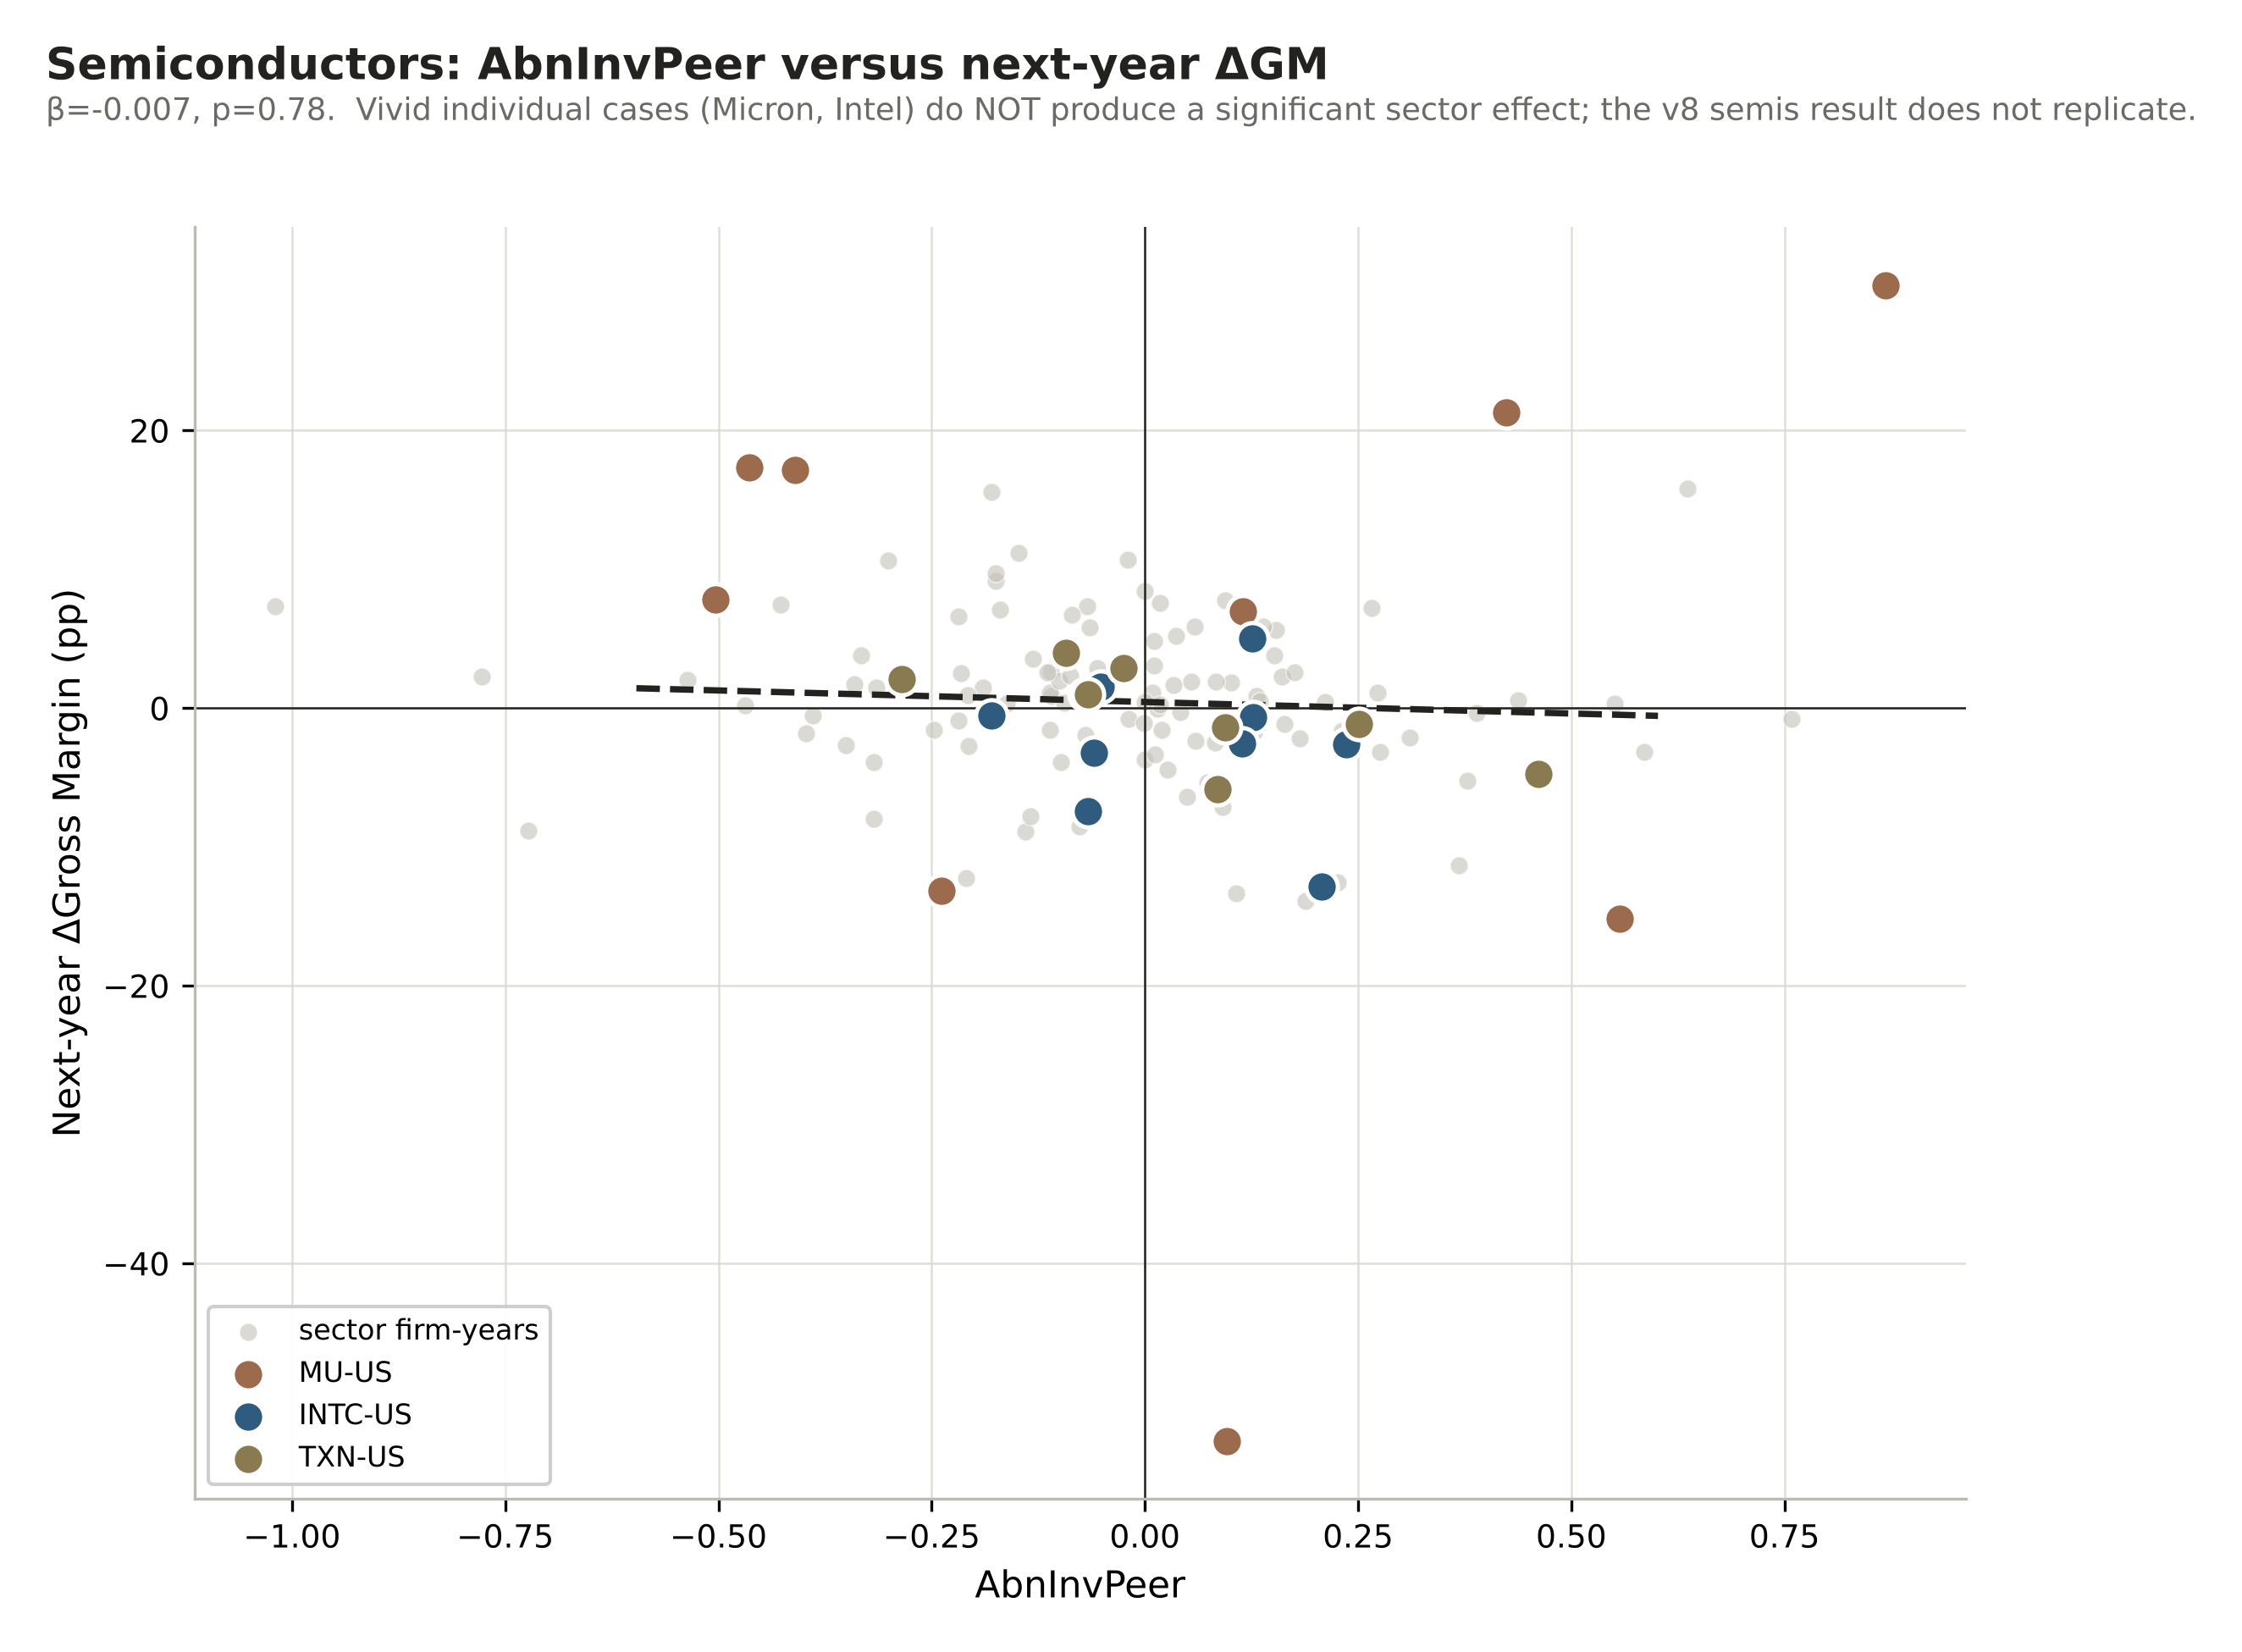 Semiconductors: AbnInvPeer versus next-year ΔGM
β=-0.007, p=0.78.  Vivid individual cases (Micron, Intel) do NOT produce a significant sector effect; the v8 semis result does not replicate.
Next-year ΔGross Margin (pp)
20
0
−20
−40
sector firm-years
MU-US
INTC-US
TXN-US
−1.00 −0.75 −0.50 −0.25 0.00 0.25 0.50 0.75
AbnInvPeer